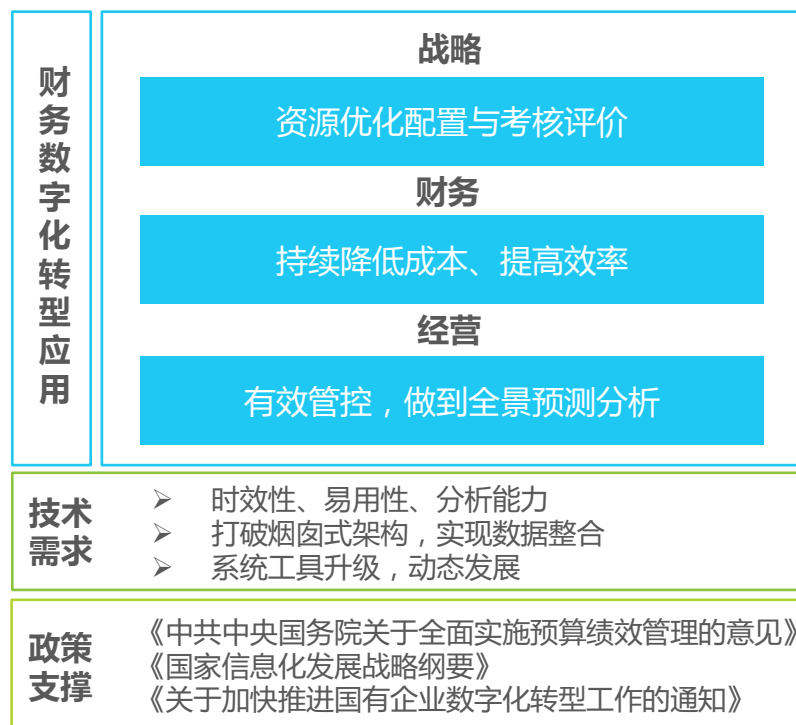 财务数字化转型应用
战略
资源优化配置与考核评价
财务
持续降低成本、提高效率
经营
有效管控，做到全景预测分析
技术
需求
➢ 时效性、易用性、分析能力
➢ 打破烟囱式架构，实现数据整合
➢ 系统工具升级，动态发展
政策
支撑
《中共中央国务院关于全面实施预算绩效管理的意见》
《国家信息化发展战略纲要》
《关于加快推进国有企业数字化转型工作的通知》